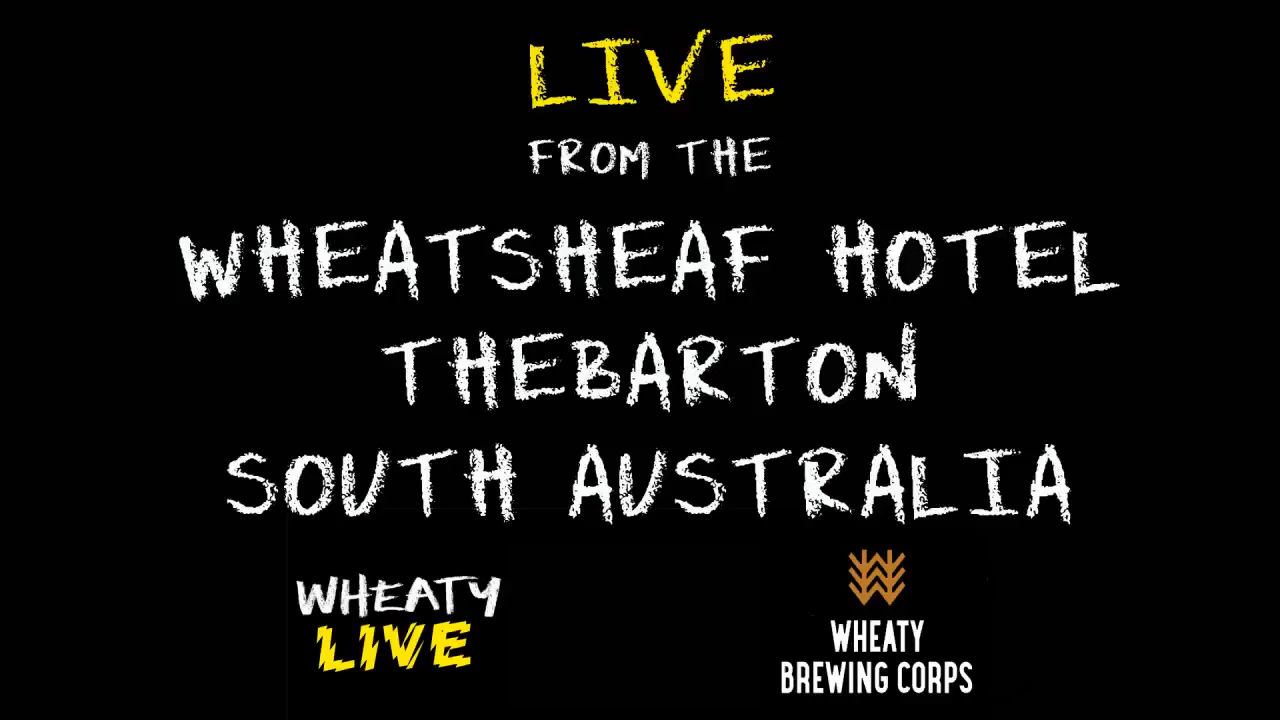 LIVE
FROM THE
WHEATSHEAF HOTEL
THEBARTON
SOUTH AUSTRALIA
WHEATY
LIVE
WHEATY
BREWING CORPS